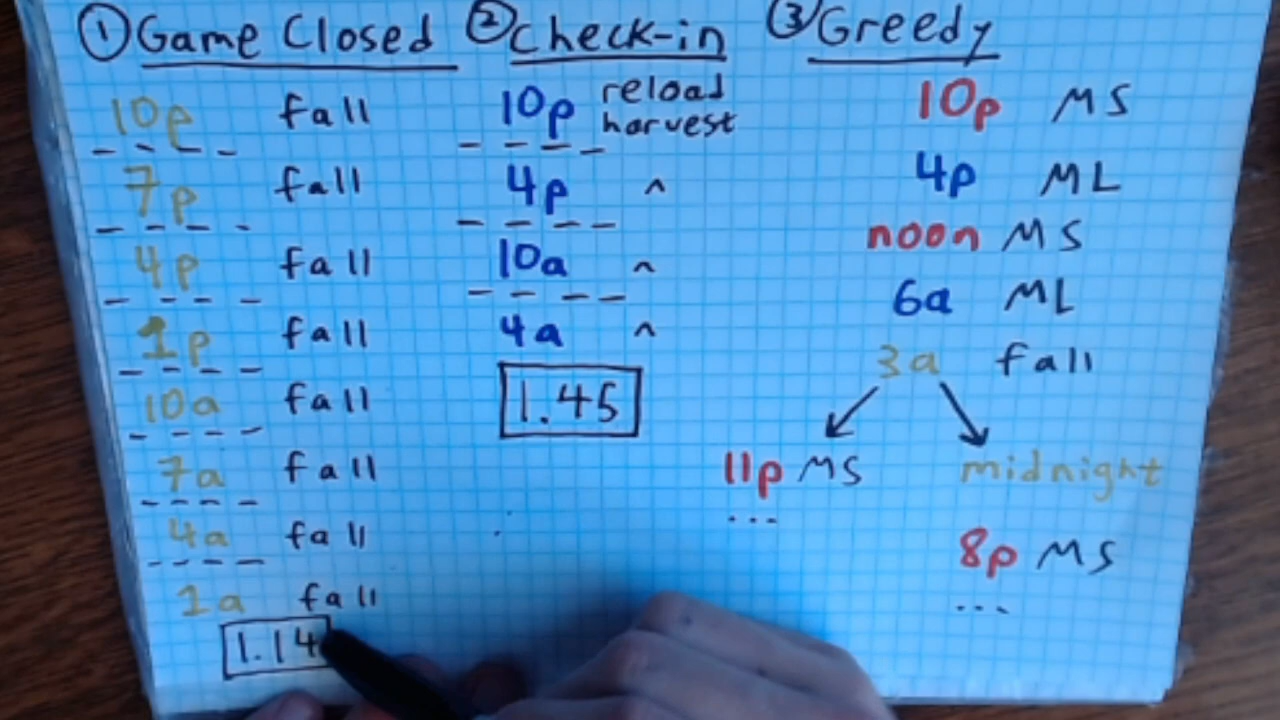 ① Game Closed
10p fall
7p fall
4p fall
1p fall
10a fall
7a fall
4a fall
1a fall
1.14
② Check-in
10p reload
harvest
4p ^
10a ^
4a ^
1.45
③ Greedy
10p MS
4p ML
noon MS
6a ML
3a fall
11p MS
...
midnight
8p MS
...